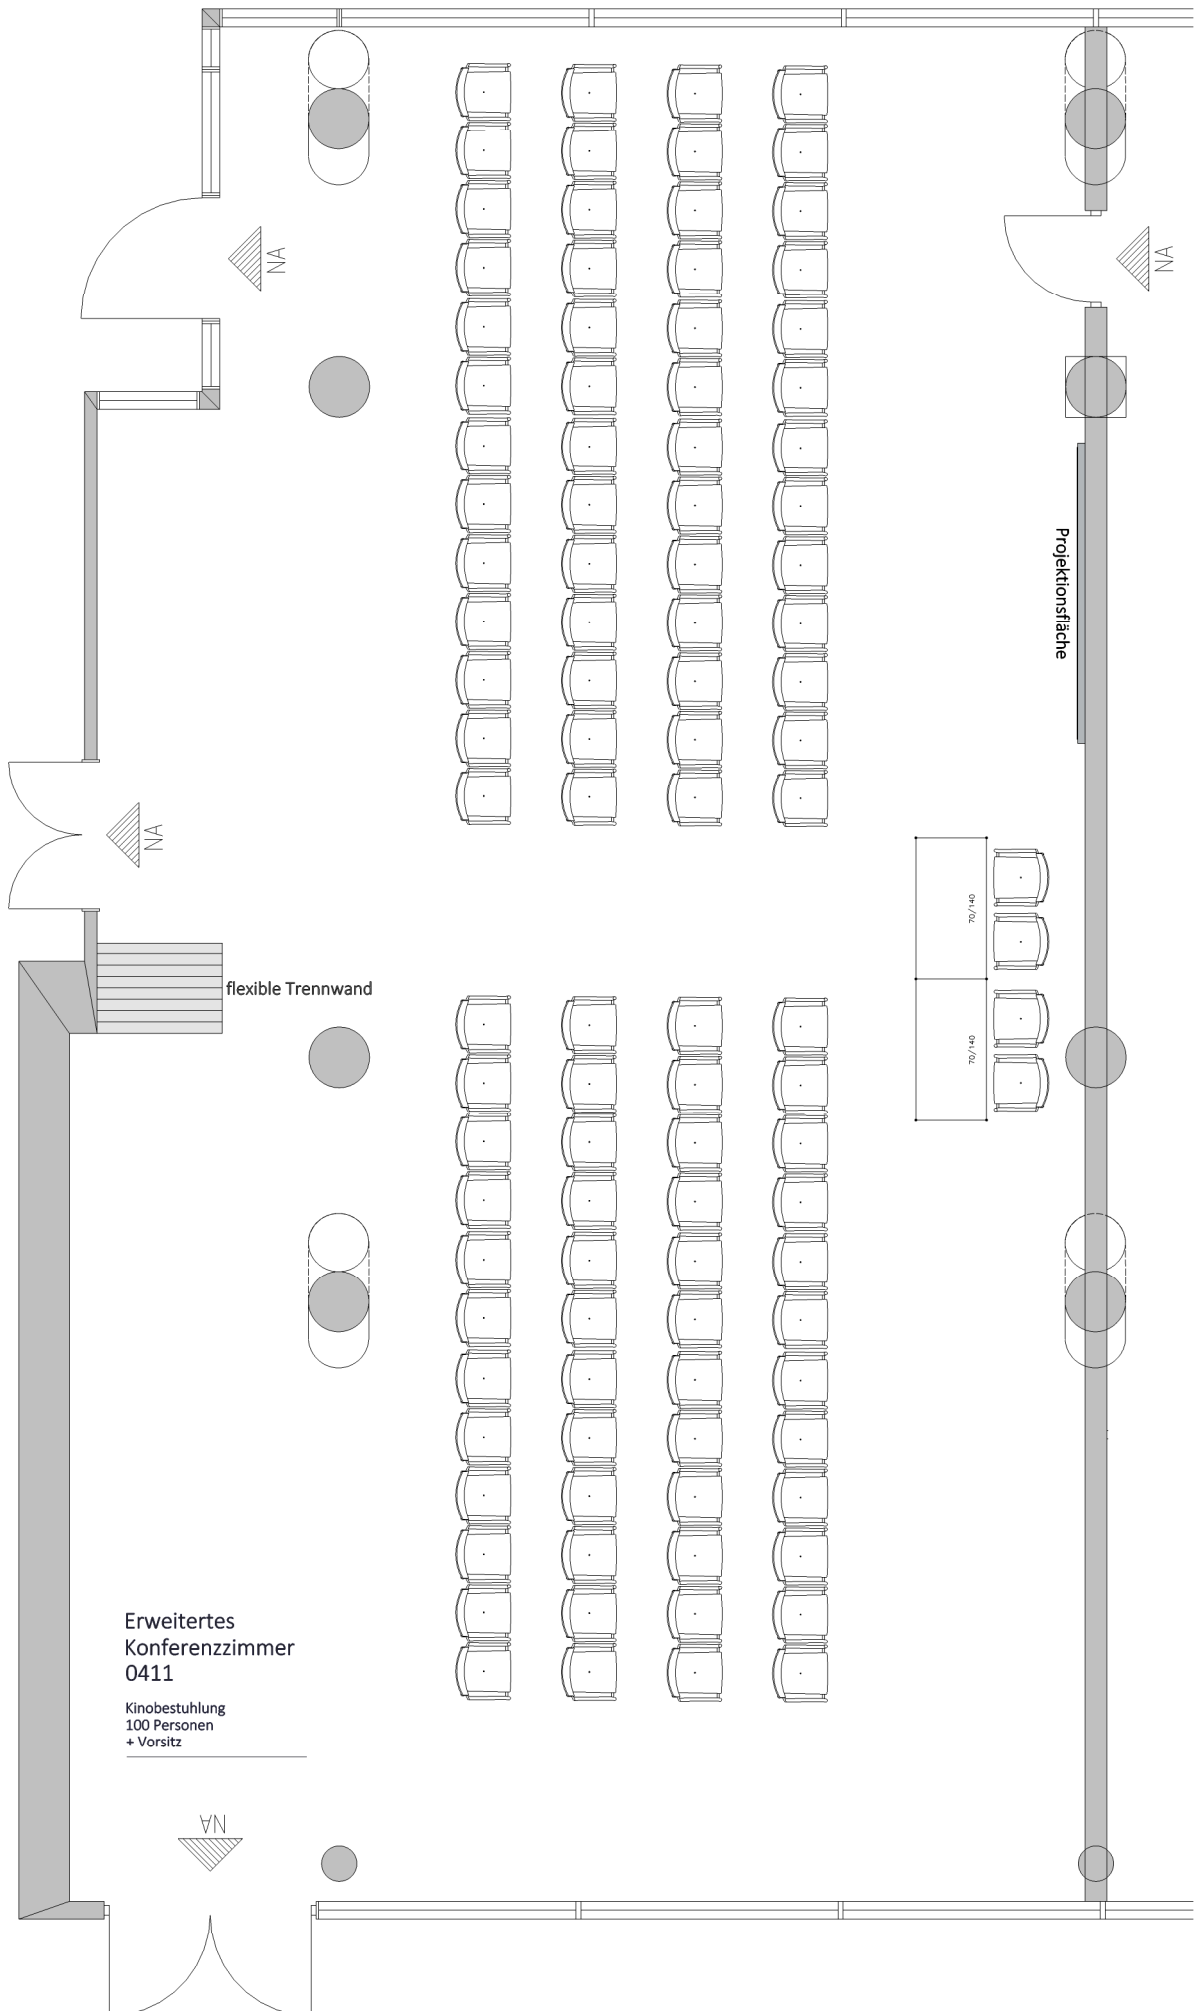 NA
NA
Projektionsfläche
NA
70/140
flexible Trennwand
70/140
Erweitertes
Konferenzzimmer
0411
Kinobestuhlung
100 Personen
+ Vorsitz
NA